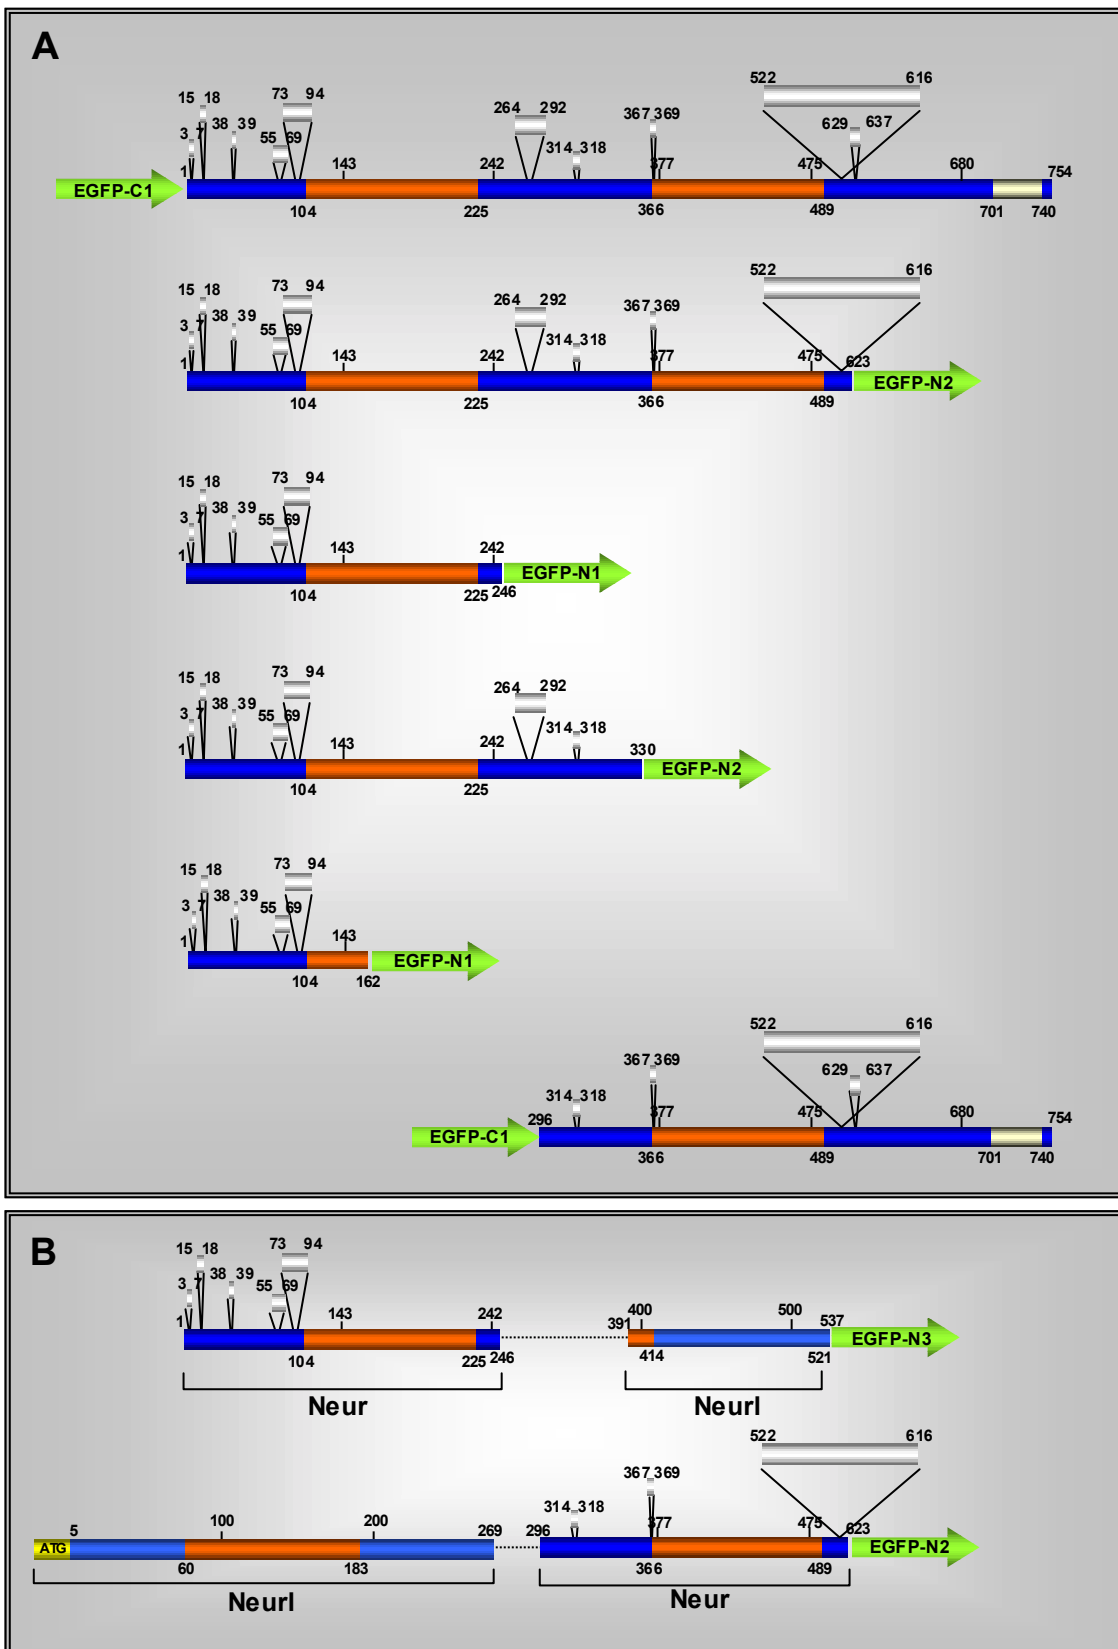 A
522 616
73 94
15 18
264 292
367 369
38 39
629 637
3 7
55 69
314 318
1 143 242 377 475 680 754
EGFP-C1
104 225 366 489 701 740
522 616
73 94
15 18
264 292
367 369
38 39
3 7
55 69
314 318
1 143 242 377 475 623
EGFP-N2
104 225 366 489
73 94
15 18
38 39
3 7
55 69
1 143 242
EGFP-N1
104 225 246
73 94
15 18
264 292
38 39
3 7
55 69
314 318
1 143 242 330
EGFP-N2
104 225
73 94
15 18
38 39
3 7
55 69
1 143
EGFP-N1
104 162
522 616
367 369
629 637
314 318
296 377 475 680 754
EGFP-C1
366 489 701 740
B
73 94
15 18
38 39
3 7
55 69
1 143 242 391 400 500 537
EGFP-N3
104 225 246 414 521
Neur Neurl
522 616
367 369
314 318
5 100 200 269 296 377 475 623
ATG EGFP-N2
60 183 366 489
Neurl Neur